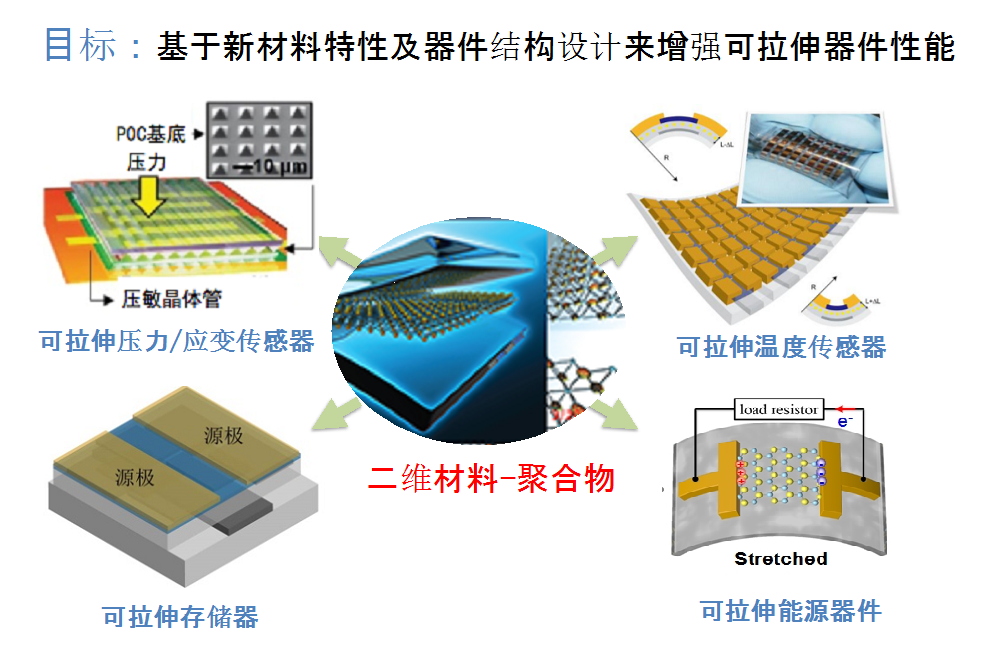 目标：基于新材料特性及器件结构设计来增强可拉伸器件性能
POC基底
压力
10 μm
压敏晶体管
可拉伸压力/应变传感器
R
L-ΔL
R
L+ΔL
可拉伸温度传感器
源极
源极
可拉伸存储器
二维材料-聚合物
load resistor
e-
Stretched
可拉伸能源器件